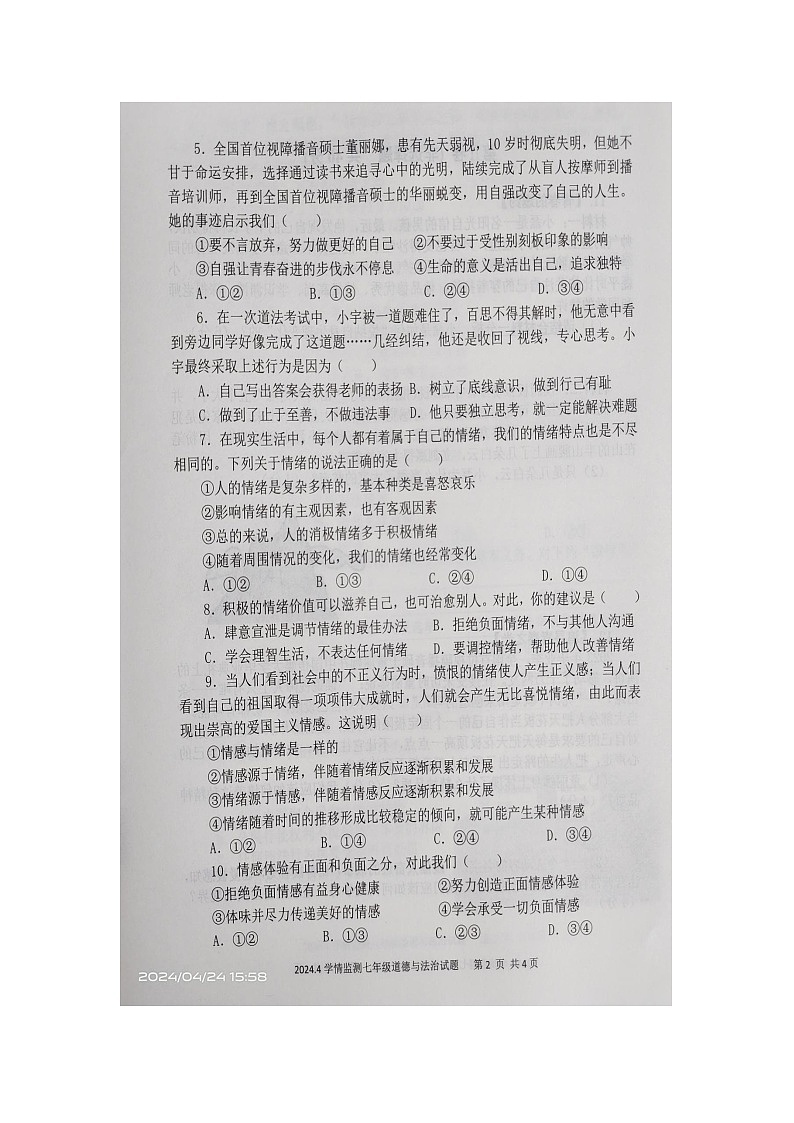 5. 全国首位视障播音硕士董丽娜，患有先天弱视，10 岁时彻底失明，但她不
甘于命运安排，选择通过读书来追寻心中的光明，陆续完成了从盲人按摩师到播
音培训师，再到全国首位视障播音硕士的华丽蜕变，用自强改变了自己的人生。
她的事迹启示我们（　　）
①要不言放弃，努力做更好的自己　②不要过于受性别刻板印象的影响
③自强让青春奋进的步伐永不停息　④生命的意义是活出自己，追求独特
A. ①②　B. ①③　C. ②④　D. ③④
6. 在一次道法考试中，小宇被一道题难住了，百思不得其解时，他无意中看
到旁边同学好像完成了这道题……几经纠结，他还是收回了视线，专心思考。小
宇最终采取上述行为是因为（　　）
A. 自己写出答案会获得老师的表扬 B. 树立了底线意识，做到行己有耻
C. 做到了止于至善，不做违法事　D. 他只要独立思考，就一定能解决难题
7. 在现实生活中，每个人都有着属于自己的情绪，我们的情绪特点也是不尽
相同的。下列关于情绪的说法正确的是（　　）
①人的情绪是复杂多样的，基本种类是喜怒哀乐
②影响情绪的有主观因素，也有客观因素
③总的来说，人的消极情绪多于积极情绪
④随着周围情况的变化，我们的情绪也经常变化
A. ①②　B. ①③　C. ②④　D. ①④
8. 积极的情绪价值可以滋养自己，也可治愈别人。对此，你的建议是（　　）
A. 肆意宣泄是调节情绪的最佳办法　B. 拒绝负面情绪，不与其他人沟通
C. 学会理智生活，不表达任何情绪　D. 要调控情绪，帮助他人改善情绪
9. 当人们看到社会中的不正义行为时，愤恨的情绪使人产生正义感；当人们
看到自己的祖国取得一项项伟大成就时，人们就会产生无比喜悦情绪，由此而表
现出崇高的爱国主义情感。这说明（　　）
①情感与情绪是一样的
②情感源于情绪，伴随着情绪反应逐渐积累和发展
③情绪源于情感，伴随着情感反应逐渐积累和发展
④情绪随着时间的推移形成比较稳定的倾向，就可能产生某种情感
A. ①②　B. ①④　C. ②④　D. ③④
10. 情感体验有正面和负面之分，对此我们（　　）
①拒绝负面情感有益身心健康　②努力创造正面情感体验
③体味并尽力传递美好的情感　④学会承受一切负面情感
A. ①②　B. ①③　C. ②③　D. ③④
2024.4 学情监测七年级道德与法治试题　第 2 页 共 4 页
2024/04/24 15:58